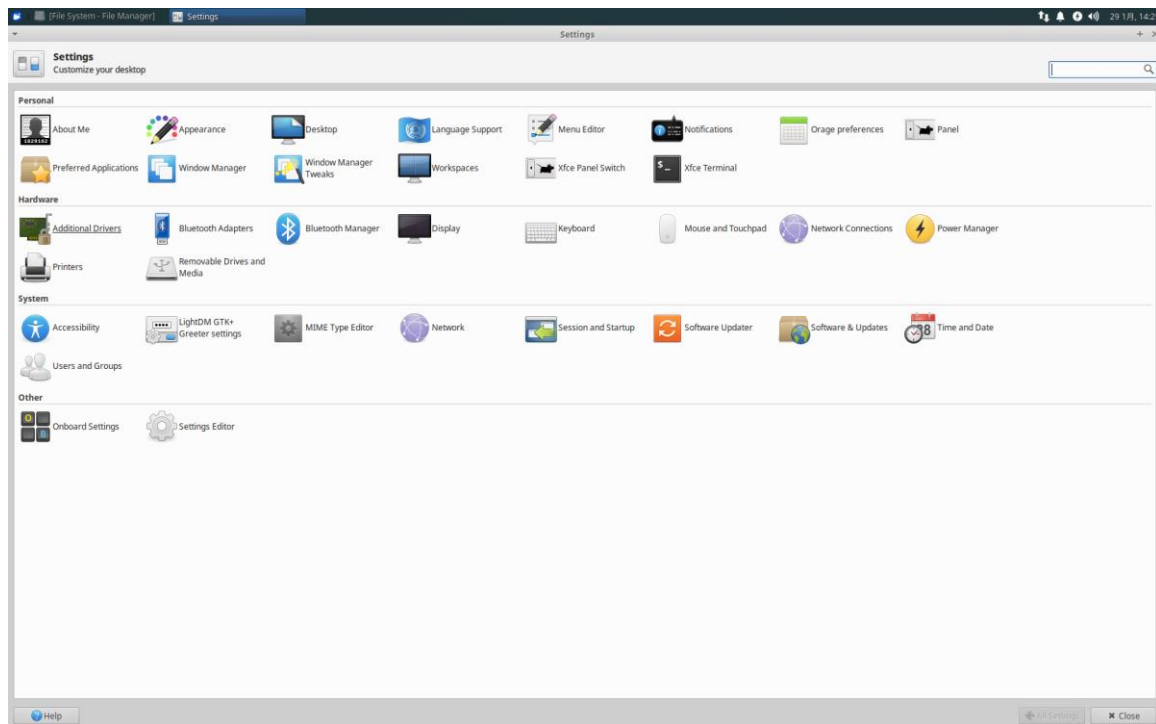 [File System - File Manager]
Settings
29 1月, 14:2
Settings
Settings
Customize your desktop
Personal
About Me
Appearance
Desktop
Language Support
Menu Editor
Notifications
Orage preferences
Panel
Preferred Applications
Window Manager
Window Manager
Tweaks
Workspaces
Xfce Panel Switch
Xfce Terminal
Hardware
Additional Drivers
Bluetooth Adapters
Bluetooth Manager
Display
Keyboard
Mouse and Touchpad
Network Connections
Power Manager
Printers
Removable Drives and
Media
System
Accessibility
LightDM GTK+
Greeter settings
MIME Type Editor
Network
Session and Startup
Software Updater
Software & Updates
Time and Date
Users and Groups
Other
Onboard Settings
Settings Editor
Help
All Settings
Close